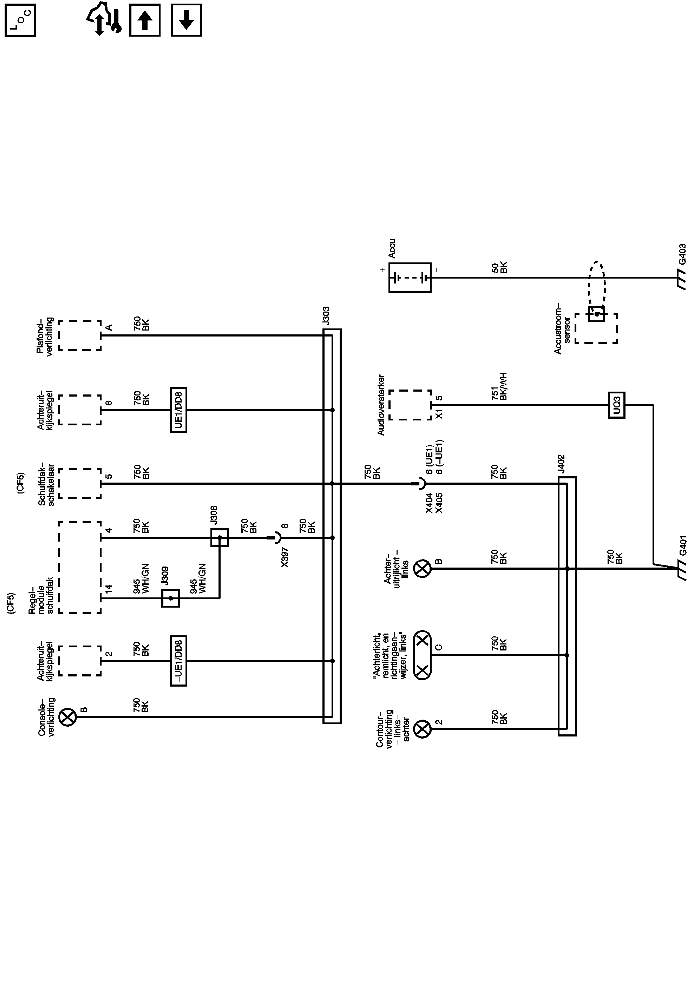 LOC
Console–
verlichting
B
750
BK
Achteruit–
kijkspiegel
2
750
BK
–UE1/DD8
(CF5)
Regel–
module
schuifdak
14
945
WH/GN
J309
945
WH/GN
4
750
BK
J308
750
BK
8
X397
750
BK
(CF5)
Schuifdak–
schakelaar
5
750
BK
Achteruit–
kijkspiegel
8
750
BK
UE1/DD8
Plafond–
verlichting
A
750
BK
J303
Contour–
verlichting
– links–
achter
2
750
BK
"Achterlicht,
remlicht, en
richtingaan–
wijzer, links"
C
750
BK
Achter–
uitrijlicht –
links
B
750
BK
750
BK
X404
X405
6 (UE1)
6 (–UE1)
750
BK
J402
750
BK
G401
Audioversterker
X1
5
751
BK/WH
UQ3
Accustroom–
sensor
Accu
+
–
50
BK
G403